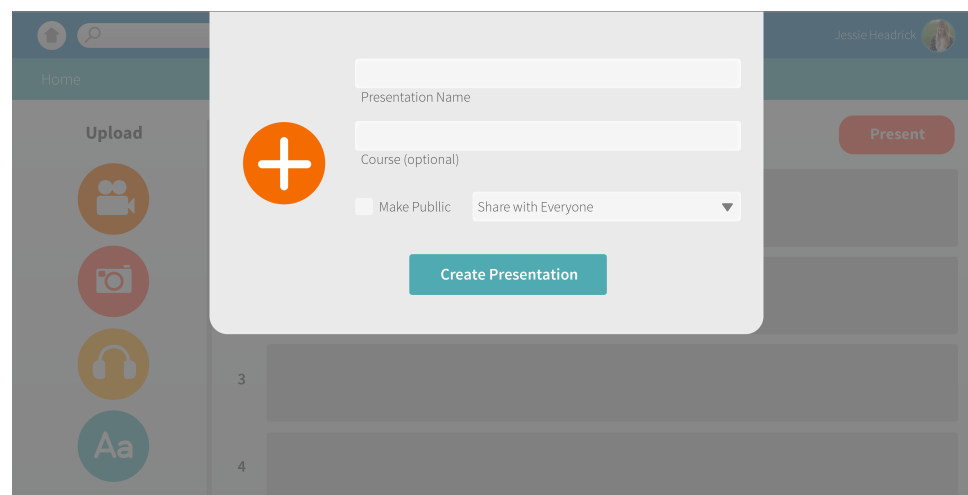 Jessie Headrick
Home
Presentation Name
Upload
Present
Course (optional)
Make Publlic
Share with Everyone
Create Presentation
3
Aa
4